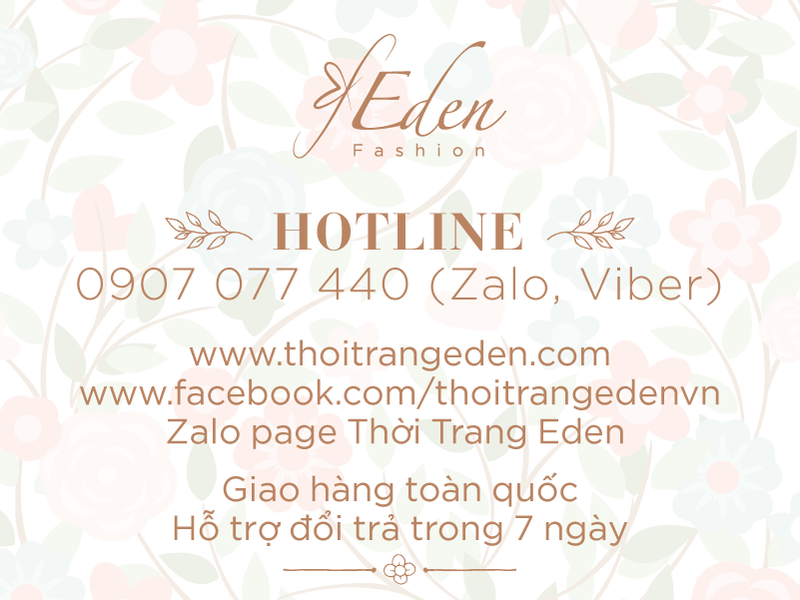 Eden
Fashion
HOTLINE
0907 077 440 (Zalo, Viber)
www.thoitrangeden.com
www.facebook.com/thoitrangedenvn
Zalo page Thời Trang Eden
Giao hàng toàn quốc
Hỗ trợ đổi trả trong 7 ngày